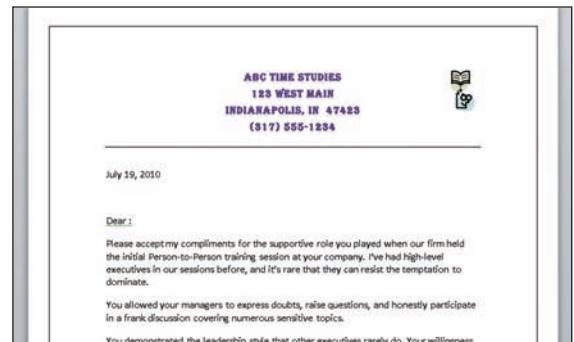 ABC TIME STUDIES
123 WEST MAIN
INDIANAPOLIS, IN 47423
(317) 555-1234
July 19, 2010
Dear :
Please accept my compliments for the supportive role you played when our firm held
the initial Person-to-Person training session at your company. I've had high-level
executives in our sessions before, and it's rare that they can resist the temptation to
dominate.
You allowed your managers to express doubts, raise questions, and honestly participate
in a frank discussion covering numerous sensitive topics.
You demonstrated the leadership style that other executives rarely do. Your willingness